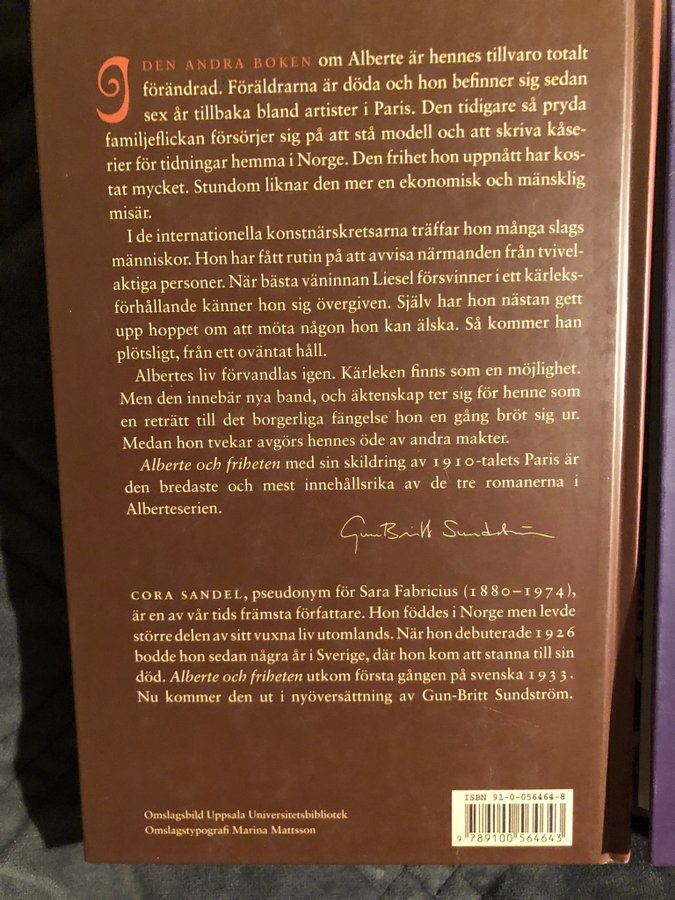 I DEN ANDRA BOKEN om Alberte är hennes tillvaro totalt
förändrad. Föräldrarna är döda och hon befinner sig sedan
sex år tillbaka bland artister i Paris. Den tidigare så pryda
familjeflickan försörjer sig på att stå modell och att skriva kåse-
rier för tidningar hemma i Norge. Den frihet hon uppnått har kos-
tat mycket. Stundom liknar den mer en ekonomisk och mänsklig
misär.
I de internationella konstnärskretsarna träffar hon många slags
människor. Hon har fått rutin på att avvisa närmanden från tvivel-
aktiga personer. När bästa väninnan Liesel försvinner i ett kärleks-
förhållande känner hon sig övergiven. Själv har hon nästan gett
upp hoppet om att möta någon hon kan älska. Så kommer han
plötsligt, från ett oväntat håll.
Albertes liv förvandlas igen. Kärleken finns som en möjlighet.
Men den innebär nya band, och äktenskap ter sig för henne som
en reträtt till det borgerliga fängelse hon en gång bröt sig ur.
Medan hon tvekar avgörs hennes öde av andra makter.
Alberte och friheten med sin skildring av 1910-talets Paris är
den bredaste och mest innehållsrika av de tre romanerna i
Alberteserien.
Gun-Britt Sundström
CORA SANDEL, pseudonym för Sara Fabricius (1880–1974),
är en av vår tids främsta författare. Hon föddes i Norge men levde
större delen av sitt vuxna liv utomlands. När hon debuterade 1926
bodde hon sedan några år i Sverige, där hon kom att stanna till sin
död. Alberte och friheten utkom första gången på svenska 1933.
Nu kommer den ut i nyöversättning av Gun-Britt Sundström.
Omslagsbild Uppsala Universitetsbibliotek
Omslagstypografi Marina Mattsson
ISBN 91-0-056464-8
9 789100 564643